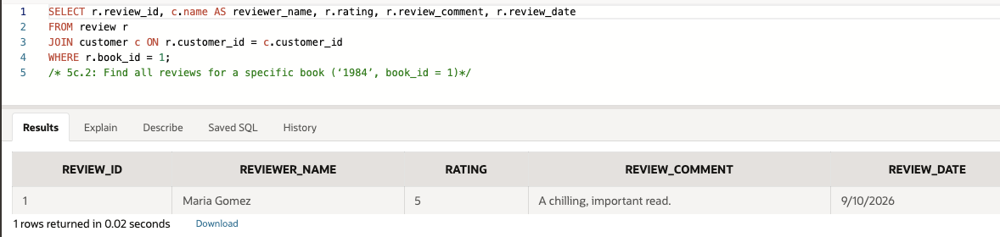 1 SELECT r.review_id, c.name AS reviewer_name, r.rating, r.review_comment, r.review_date
2 FROM review r
3 JOIN customer c ON r.customer_id = c.customer_id
4 WHERE r.book_id = 1;
5 /* 5c.2: Find all reviews for a specific book (‘1984’, book_id = 1)*/
Results Explain Describe Saved SQL History
REVIEW_ID REVIEWER_NAME RATING REVIEW_COMMENT REVIEW_DATE
1 Maria Gomez 5 A chilling, important read. 9/10/2026
1 rows returned in 0.02 seconds Download